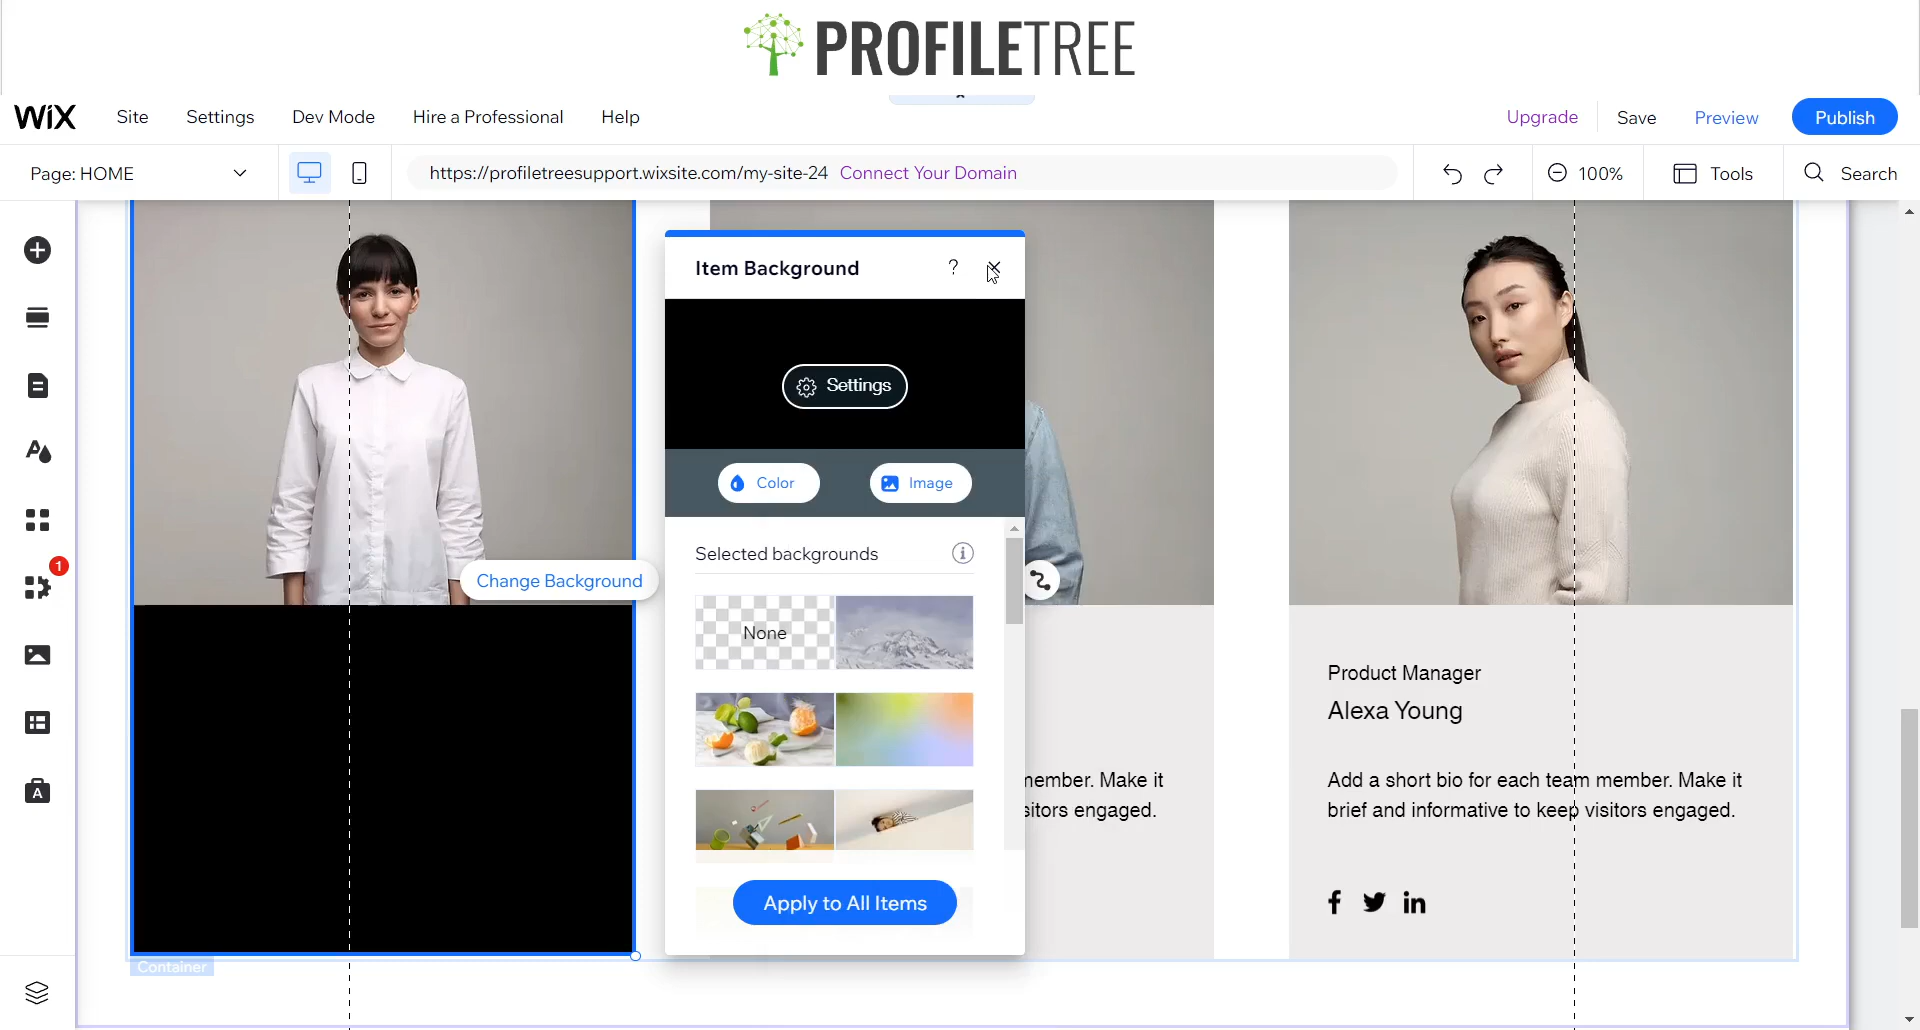 PROFILETREE
WiX Site Settings Dev Mode Hire a Professional Help Upgrade Save Preview Publish
Page: HOME https://profiletreesupport.wixsite.com/my-site-24 Connect Your Domain 100% Tools Search
Item Background ?
Settings
Color Image
Selected backgrounds i
1
Change Background
None
Product Manager
Alexa Young
member. Make it
sitors engaged.
Add a short bio for each team member. Make it
brief and informative to keep visitors engaged.
A
Apply to All Items
f in
Container